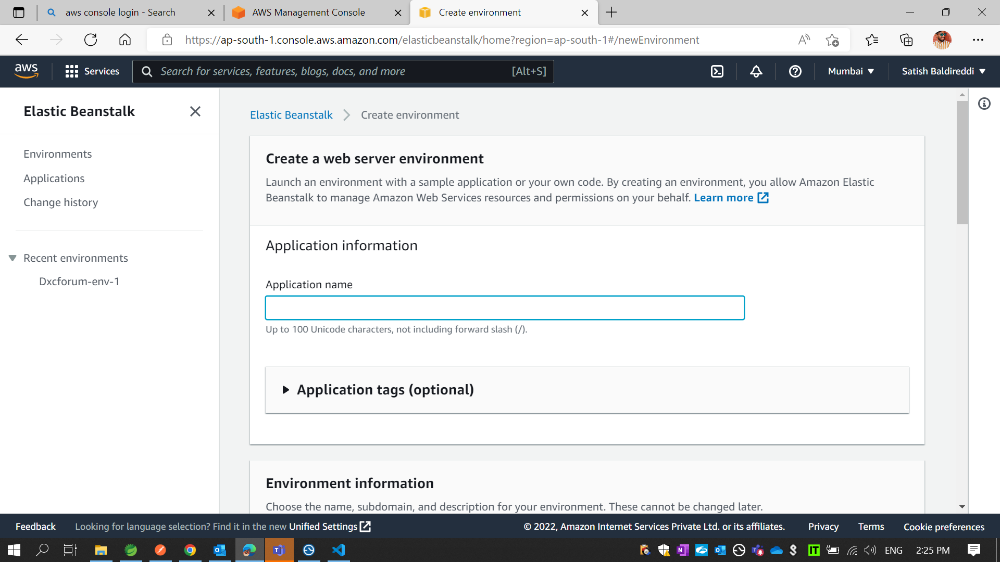 aws console login - Search
AWS Management Console
Create environment
https://ap-south-1.console.aws.amazon.com/elasticbeanstalk/home?region=ap-south-1#/newEnvironment
aws
Services
Search for services, features, blogs, docs, and more
[Alt+S]
Mumbai
Satish Baldireddi
Elastic Beanstalk
Environments
Applications
Change history
Recent environments
Dxcforum-env-1
Elastic Beanstalk
Create environment
Create a web server environment
Launch an environment with a sample application or your own code. By creating an environment, you allow Amazon Elastic
Beanstalk to manage Amazon Web Services resources and permissions on your behalf. Learn more
Application information
Application name
Up to 100 Unicode characters, not including forward slash (/).
Application tags (optional)
Environment information
Choose the name, subdomain, and description for your environment. These cannot be changed later.
Feedback
Looking for language selection? Find it in the new Unified Settings
© 2022, Amazon Internet Services Private Ltd. or its affiliates.
Privacy
Terms
Cookie preferences
ENG
2:25 PM